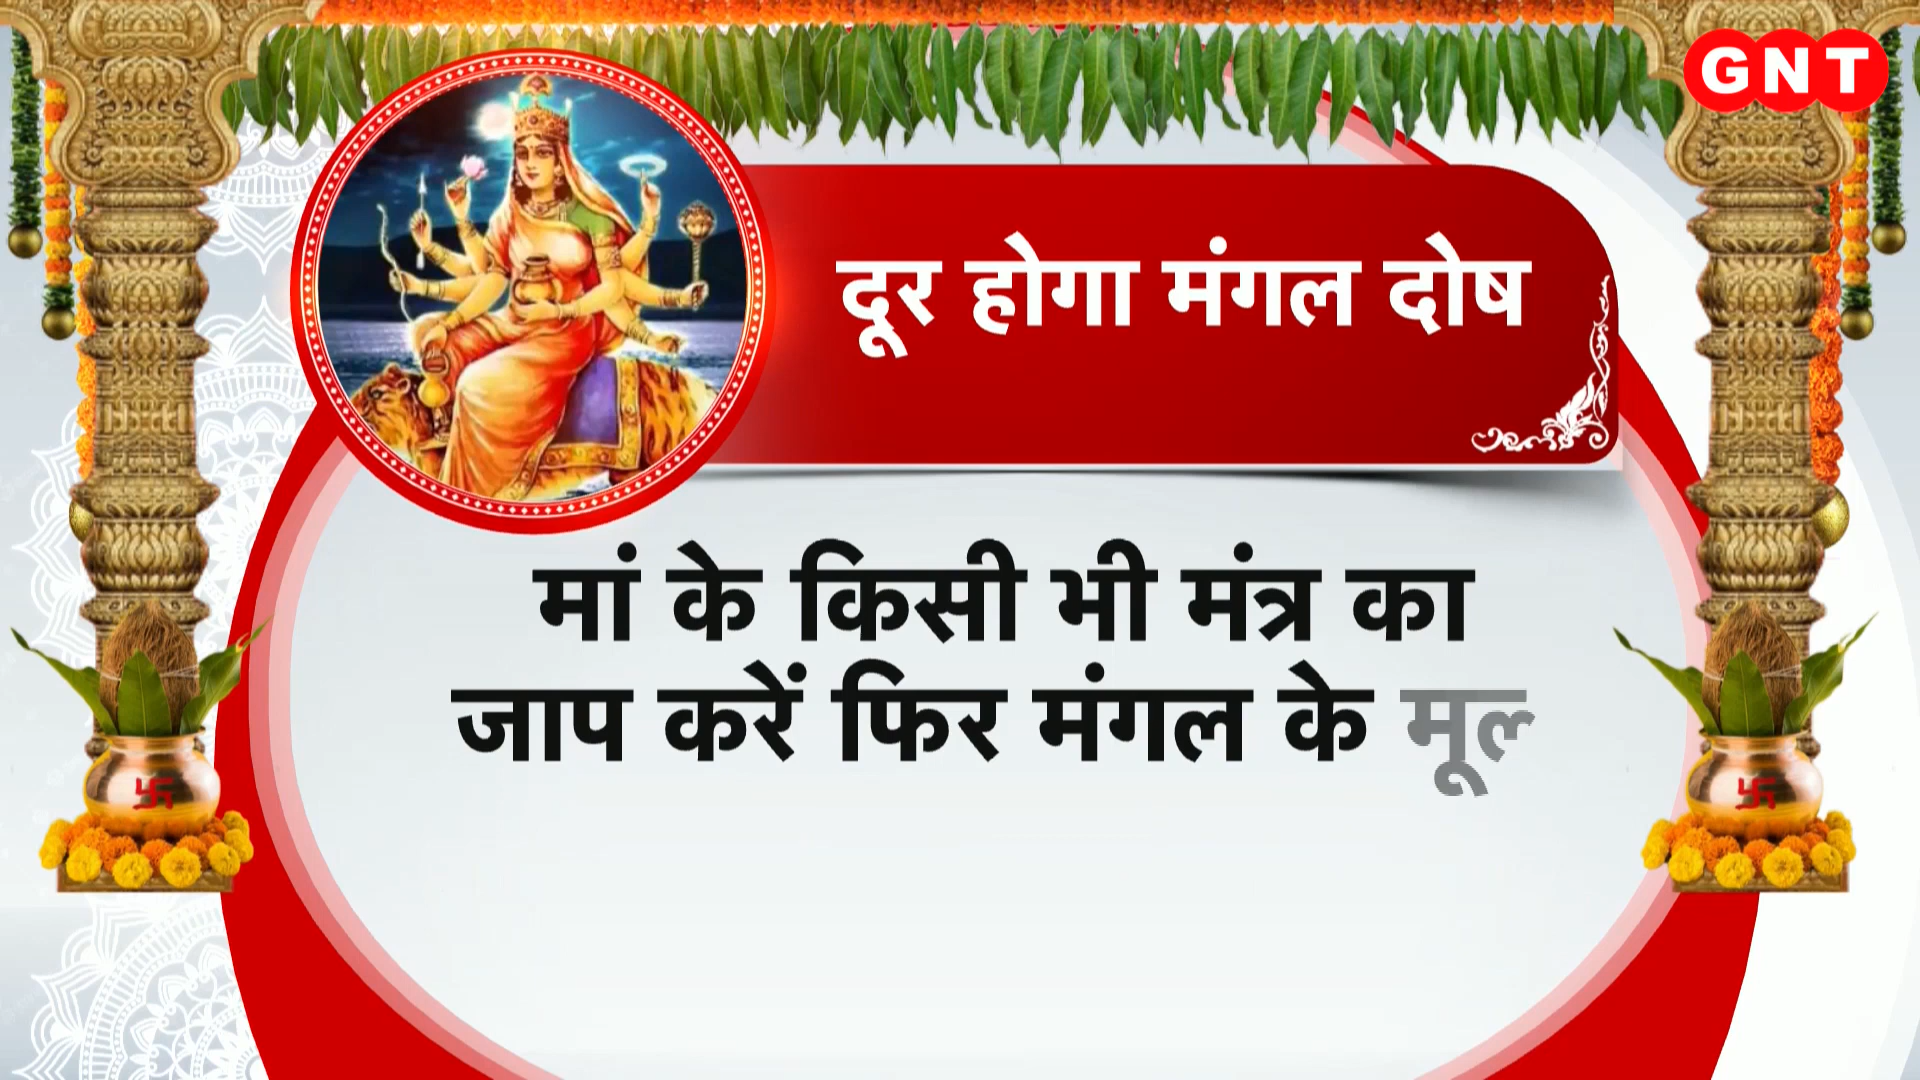 GNT
दूर होगा मंगल दोष
मां के किसी भी मंत्र का
जाप करें फिर मंगल के